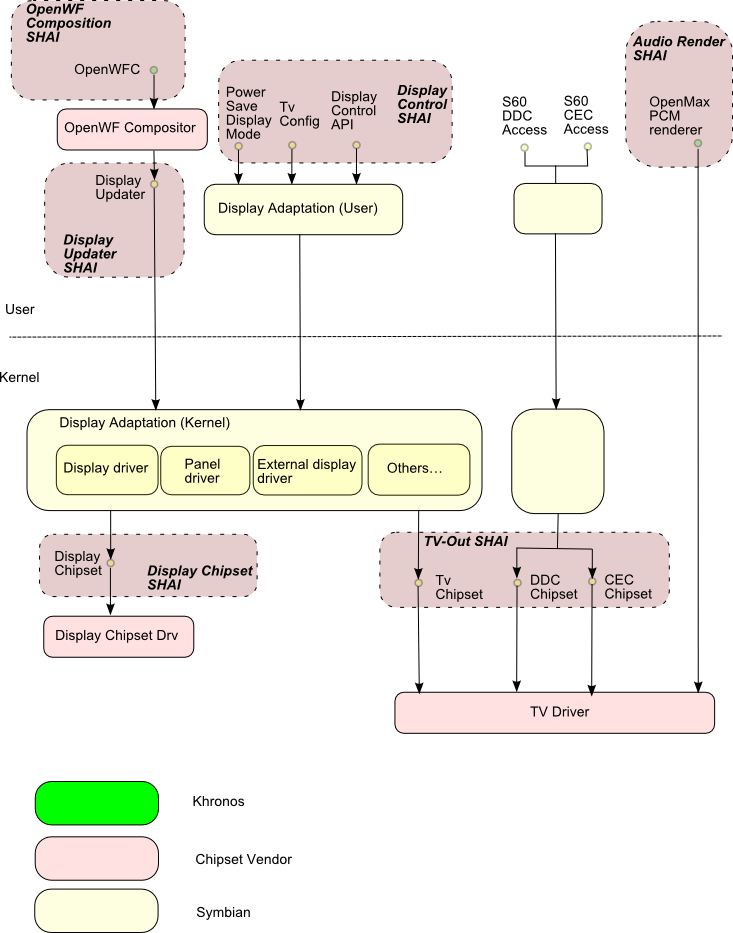 OpenWF
Composition
SHAI
OpenWFC
OpenWF Compositor
Display
Updater
Display
Updater
SHAI
Power
Save
Display
Mode
Tv
Config
Display
Control
API
Display
Control
SHAI
Display Adaptation (User)
S60
DDC
Access
S60
CEC
Access
Audio Render
SHAI
OpenMax
PCM
renderer
User
Kernel
Display Adaptation (Kernel)
Display driver
Panel
driver
External display
driver
Others...
Display
Chipset
Display Chipset
SHAI
Display Chipset Drv
TV-Out SHAI
Tv
Chipset
DDC
Chipset
CEC
Chipset
TV Driver
Khronos
Chipset Vendor
Symbian